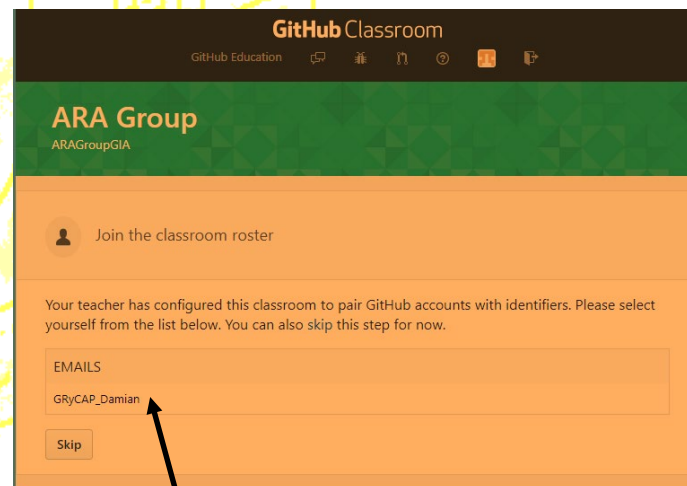 GitHub Classroom
GitHub Education
ARA Group
ARAGroupGIA
Join the classroom roster
Your teacher has configured this classroom to pair GitHub accounts with identifiers. Please select
yourself from the list below. You can also skip this step for now.
EMAILS
GRyCAP_Damian
Skip